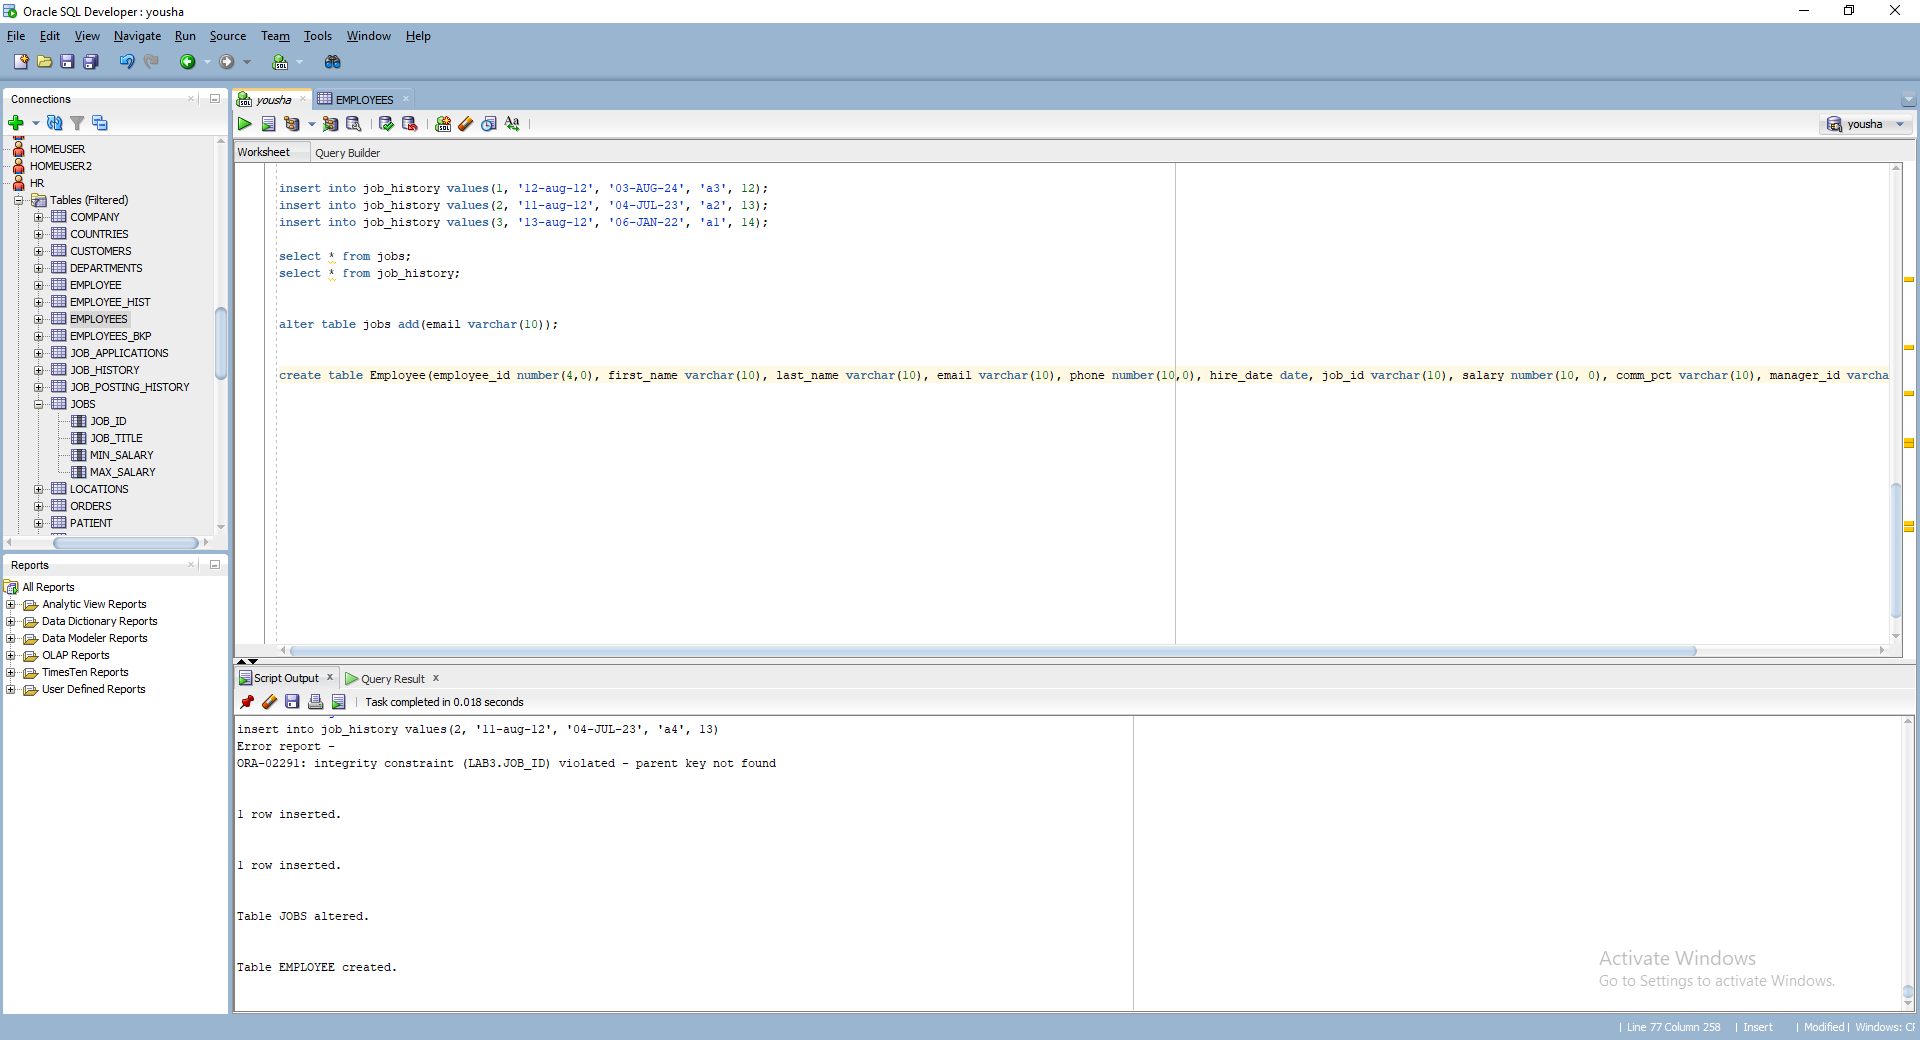 Oracle SQL Developer : yousha
File Edit View Navigate Run Source Team Tools Window Help
Connections
HOMEUSER
HOMEUSER2
HR
Tables (Filtered)
COMPANY
COUNTRIES
CUSTOMERS
DEPARTMENTS
EMPLOYEE
EMPLOYEE_HIST
EMPLOYEES
EMPLOYEES_BKP
JOB_APPLICATIONS
JOB_HISTORY
JOB_POSTING_HISTORY
JOBS
JOB_ID
JOB_TITLE
MIN_SALARY
MAX_SALARY
LOCATIONS
ORDERS
PATIENT
Reports
All Reports
Analytic View Reports
Data Dictionary Reports
Data Modeler Reports
OLAP Reports
TimesTen Reports
User Defined Reports
yousha EMPLOYEES
yousha
Worksheet Query Builder
insert into job_history values(1, '12-aug-12', '03-AUG-24', 'a3', 12);
insert into job_history values(2, '11-aug-12', '04-JUL-23', 'a2', 13);
insert into job_history values(3, '13-aug-12', '06-JAN-22', 'a1', 14);
select * from jobs;
select * from job_history;
alter table jobs add(email varchar(10));
create table Employee(employee_id number(4,0), first_name varchar(10), last_name varchar(10), email varchar(10), phone number(10,0), hire_date date, job_id varchar(10), salary number(10, 0), comm_pct varchar(10), manager_id varcha
Script Output Query Result
Task completed in 0.018 seconds
insert into job_history values(2, '11-aug-12', '04-JUL-23', 'a4', 13)
Error report -
ORA-02291: integrity constraint (LAB3.JOB_ID) violated - parent key not found
1 row inserted.
1 row inserted.
Table JOBS altered.
Table EMPLOYEE created.
Activate Windows
Go to Settings to activate Windows.
Line 77 Column 258 Insert Modified Windows: CF